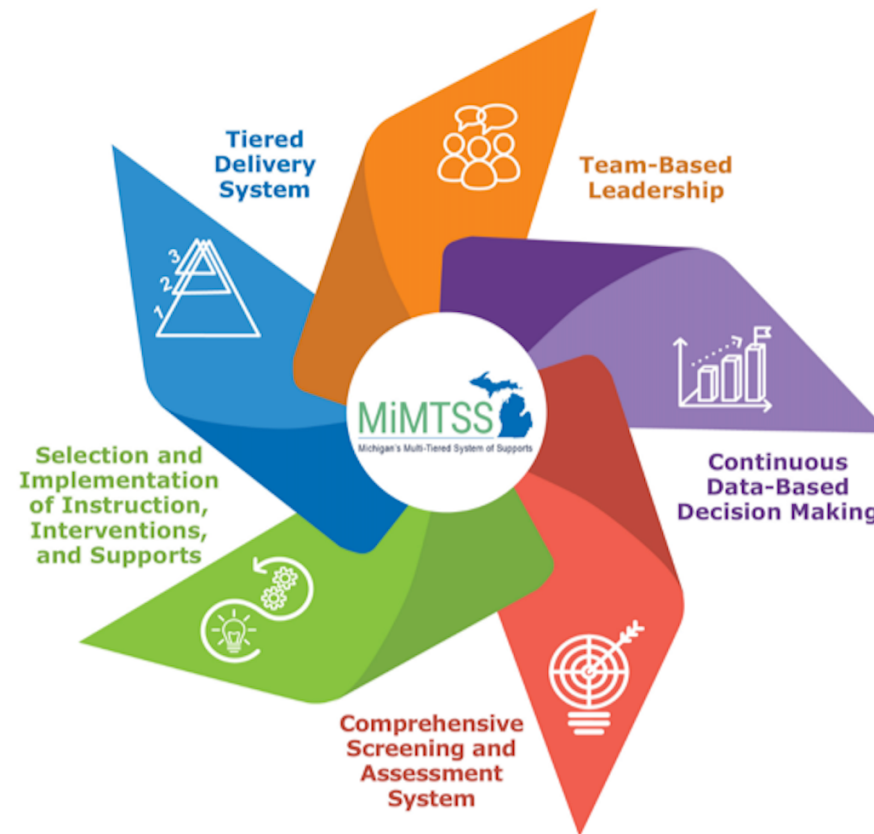 Tiered
Delivery
System
Team-Based
Leadership
3
2
1
MiMTSS
Michigan's Multi-Tiered System of Supports
Selection and
Implementation
of Instruction,
Interventions,
and Supports
Continuous
Data-Based
Decision Making
Comprehensive
Screening and
Assessment
System